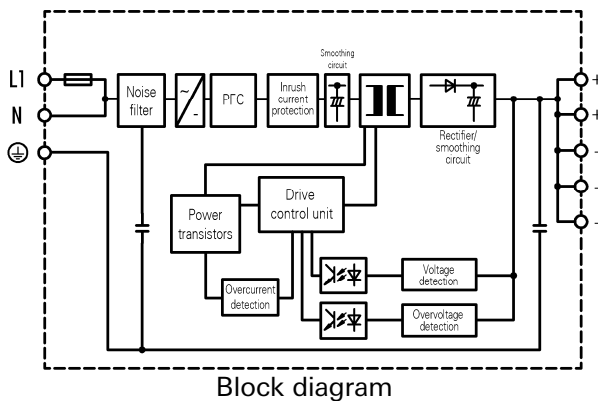 Smoothing
circuit
L1
Noise
filter
~
-
PГC
Inrush
current
protection
+
N
+
Rectifier/
smoothing
circuit
-
Power
transistors
Drive
control unit
-
-
Overcurrent
detection
Voltage
detection
Overvoltage
detection
Block diagram